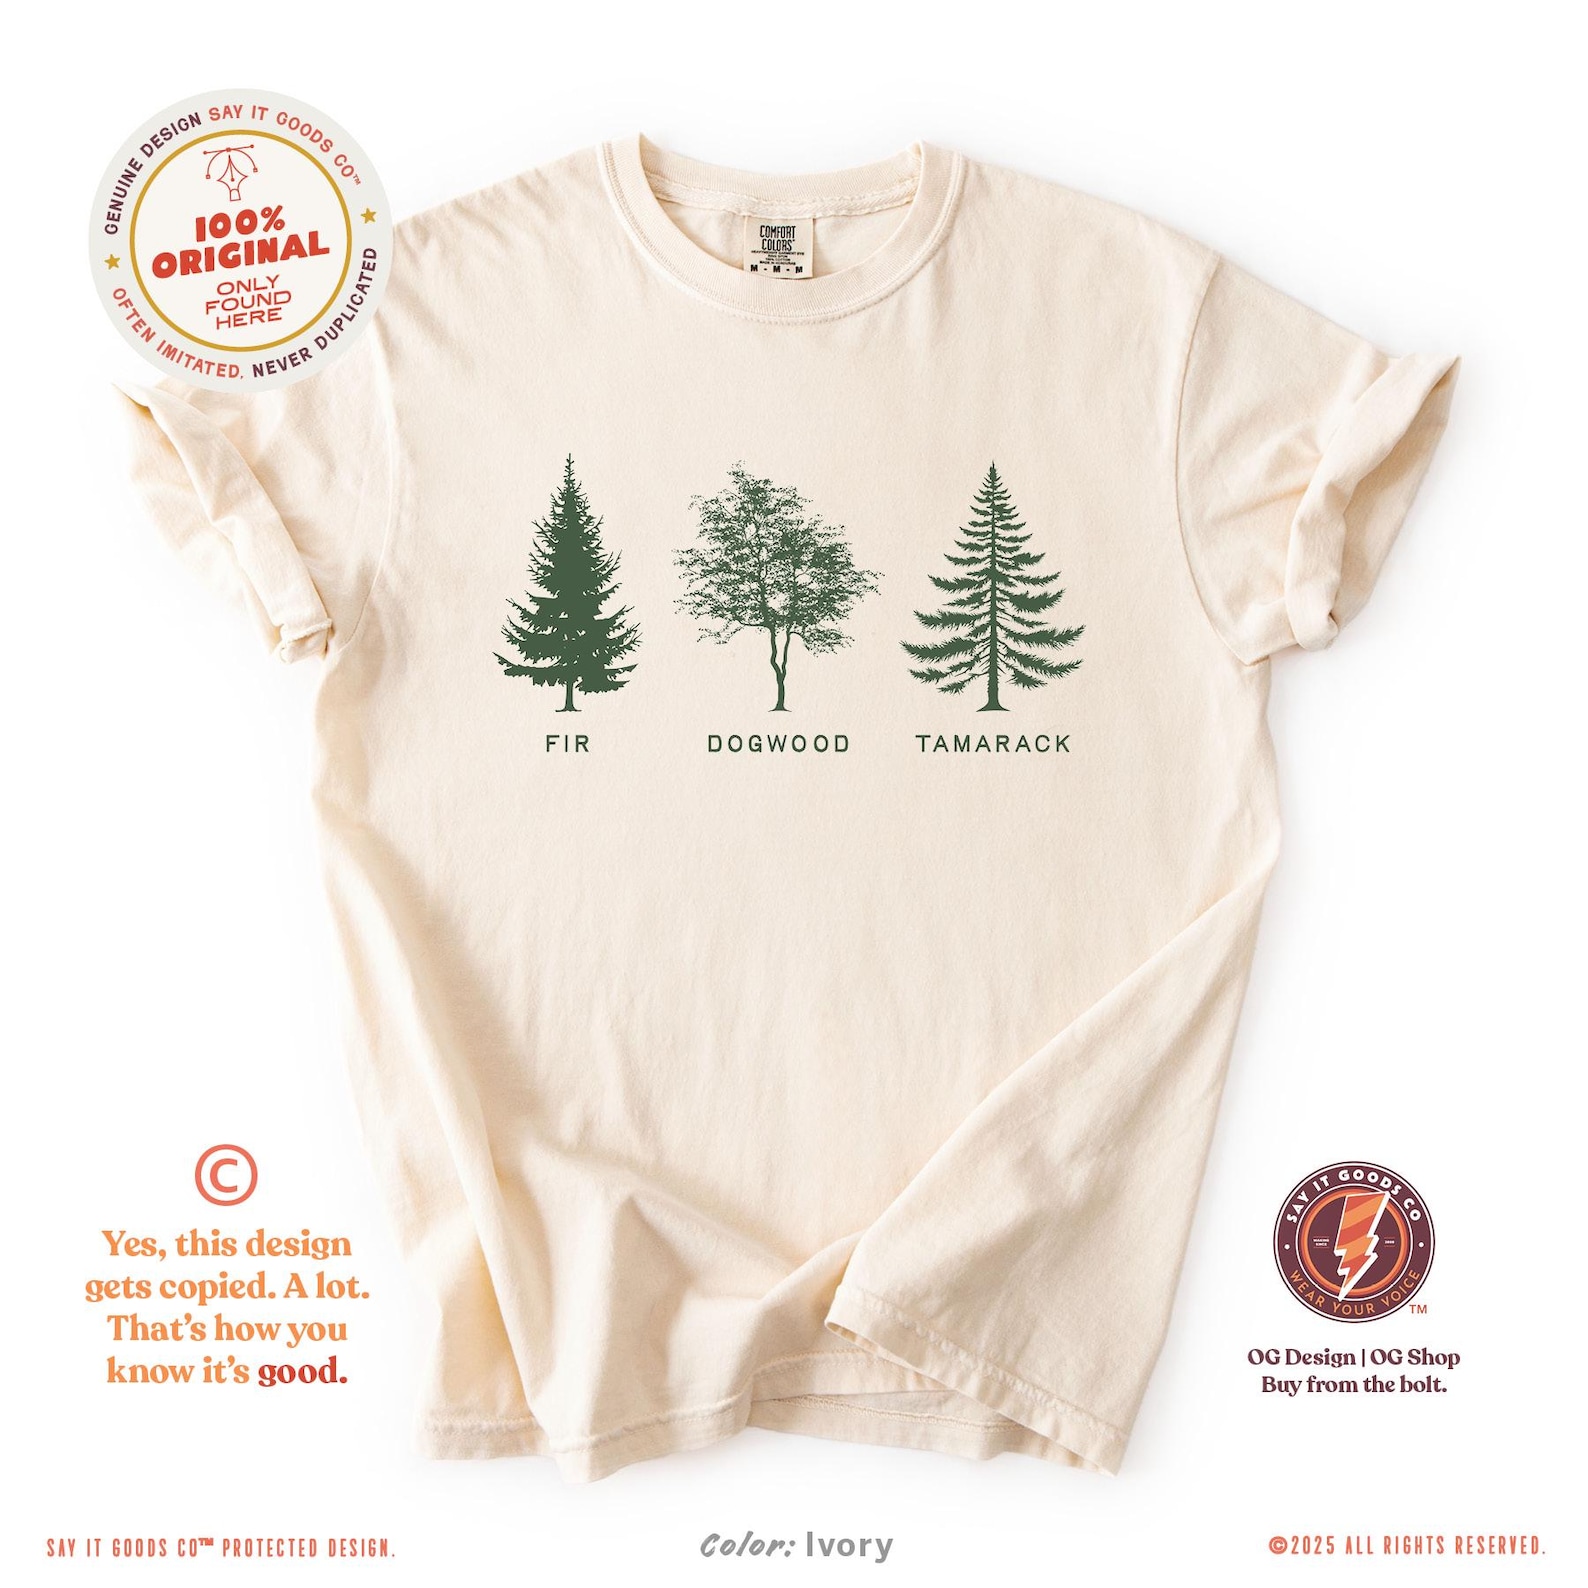 GENUINE DESIGN SAY IT GOODS CO™
100%
ORIGINAL
ONLY
FOUND
HERE
OFTEN IMITATED, NEVER DUPLICATED
COMFORT
COLORS
M - M - M
FIR DOGWOOD TAMARACK
©
Yes, this design
gets copied. A lot.
That's how you
know it's good.
SAY IT GOODS CO
WEAR YOUR VOICE
TM
OG Design | OG Shop
Buy from the bolt.
SAY IT GOODS CO™ PROTECTED DESIGN.
Color: Ivory
©2025 ALL RIGHTS RESERVED.